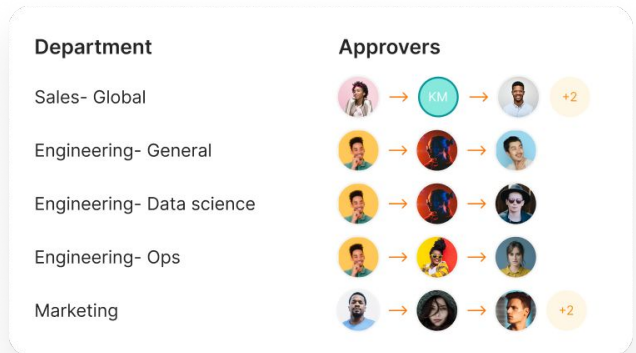 Department Approvers
Sales- Global KM +2
Engineering- General
Engineering- Data science
Engineering- Ops
Marketing +2